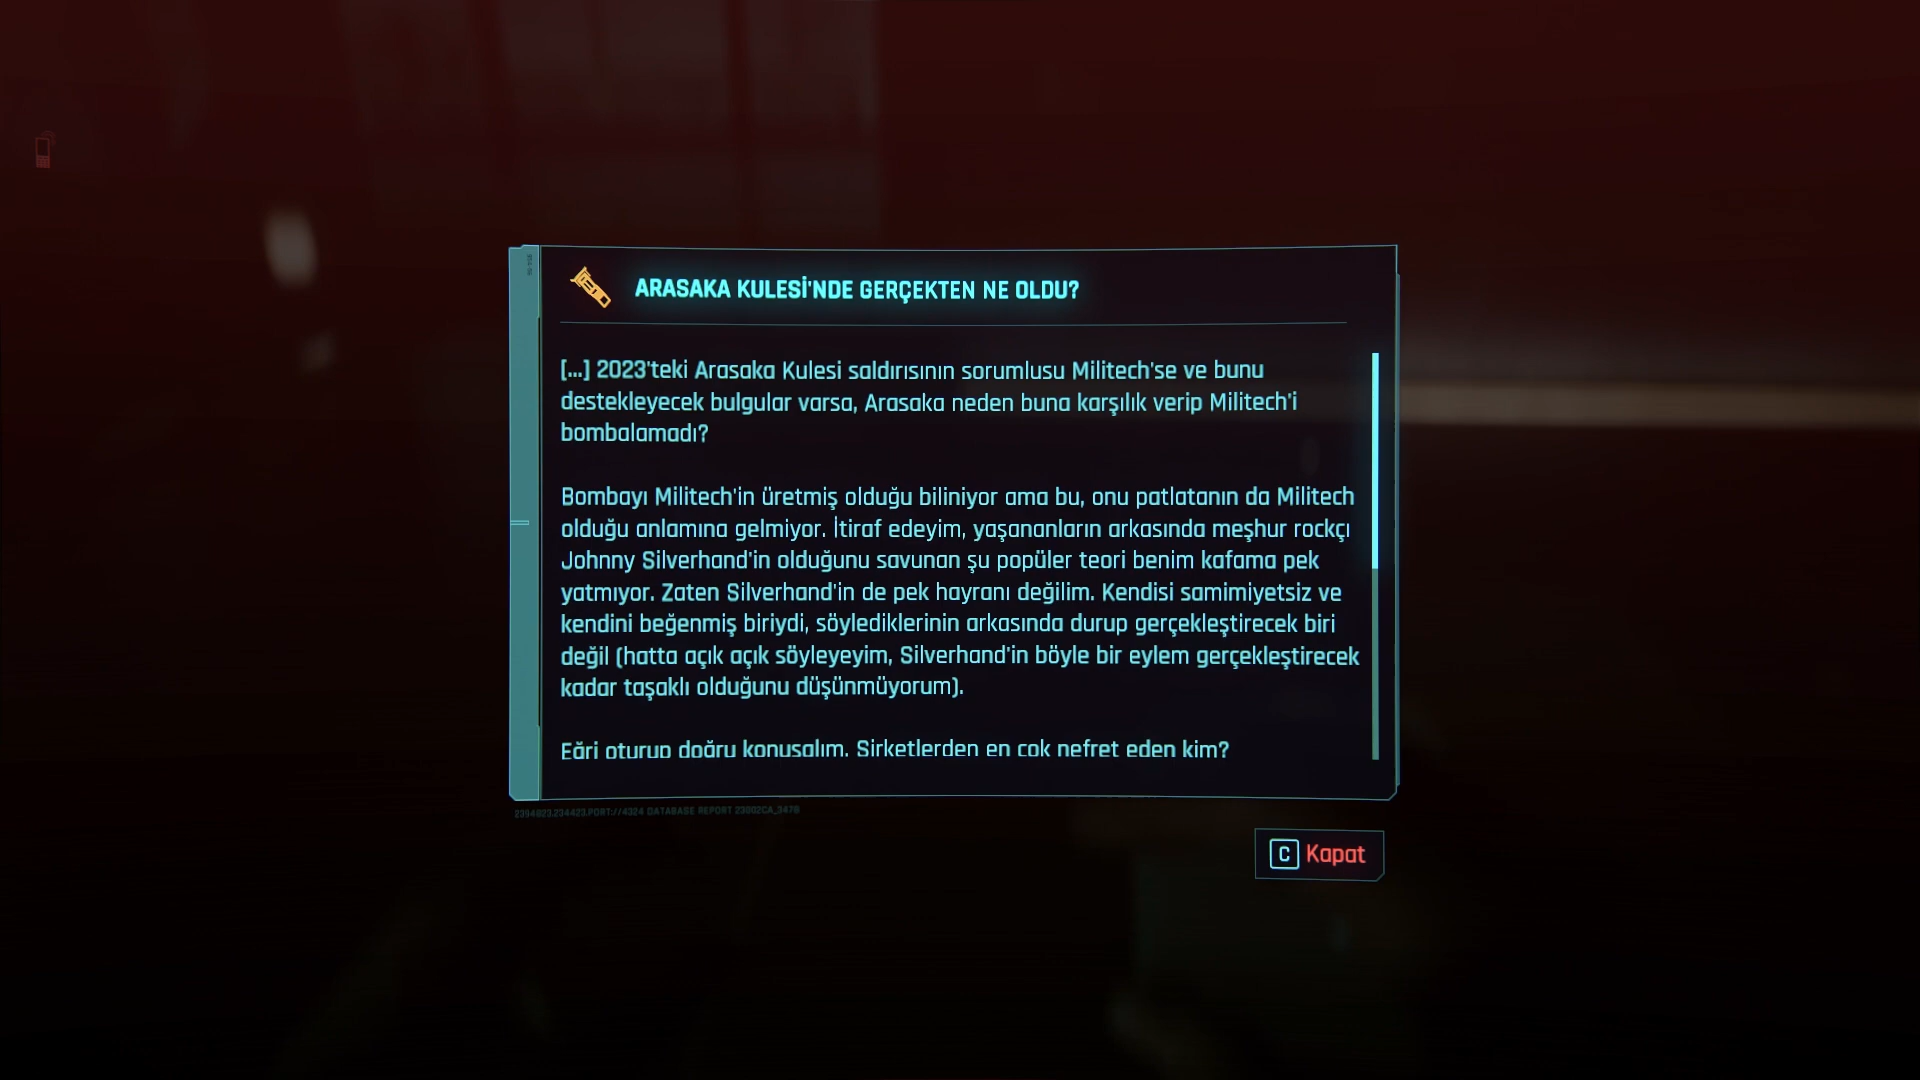 ARASAKA KULESİ'NDE GERÇEKTEN NE OLDU?
[...] 2023'teki Arasaka Kulesi saldırısının sorumlusu Militech'se ve bunu
destekleyecek bulgular varsa, Arasaka neden buna karşılık verip Militech'i
bombalamadı?
Bombayı Militech'in üretmiş olduğu biliniyor ama bu, onu patlatanın da Militech
olduğu anlamına gelmiyor. İtiraf edeyim, yaşananların arkasında meşhur rockçı
Johnny Silverhand'in olduğunu savunan şu popüler teori benim kafama pek
yatmıyor. Zaten Silverhand'in de pek hayranı değilim. Kendisi samimiyetsiz ve
kendini beğenmiş biriydi, söylediklerinin arkasında durup gerçekleştirecek biri
değil (hatta açık açık söyleyeyim, Silverhand'in böyle bir eylem gerçekleştirecek
kadar taşaklı olduğunu düşünmüyorum).
Eğri oturup doğru konuşalım. Şirketlerden en çok nefret eden kim?
DATABASE REPORT
C Kapat